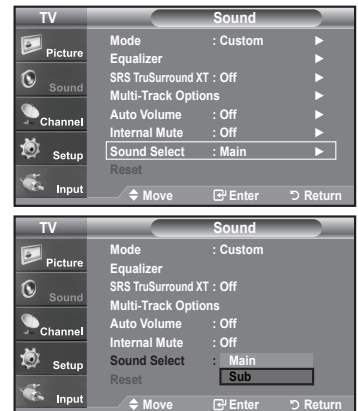 TV Sound
Picture
Sound
Channel
Setup
Input
Mode : Custom ►
Equalizer ►
SRS TruSurround XT : Off ►
Multi-Track Options ►
Auto Volume : Off ►
Internal Mute : Off ►
Sound Select : Main ►
Reset
Move Enter Return
TV Sound
Picture
Sound
Channel
Setup
Input
Mode : Custom
Equalizer
SRS TruSurround XT : Off
Multi-Track Options
Auto Volume : Off
Internal Mute : Off
Sound Select : Main
Reset Sub
Move Enter Return